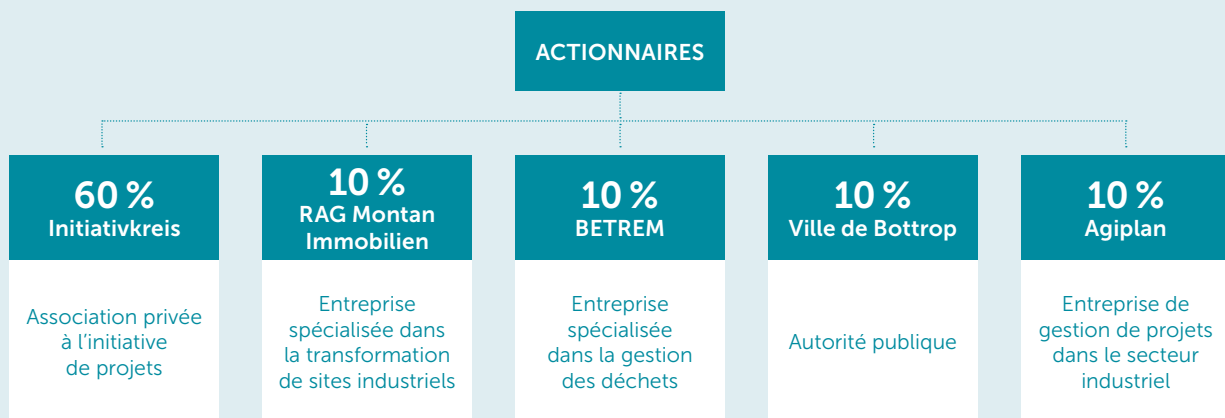 ACTIONNAIRES
60 %
Initiativkreis
Association privée
à l’initiative
de projets
10 %
RAG Montan
Immobilien
Entreprise
spécialisée dans
la transformation
de sites industriels
10 %
BETREM
Entreprise
spécialisée
dans la gestion
des déchets
10 %
Ville de Bottrop
Autorité publique
10 %
Agiplan
Entreprise de
gestion de projets
dans le secteur
industriel